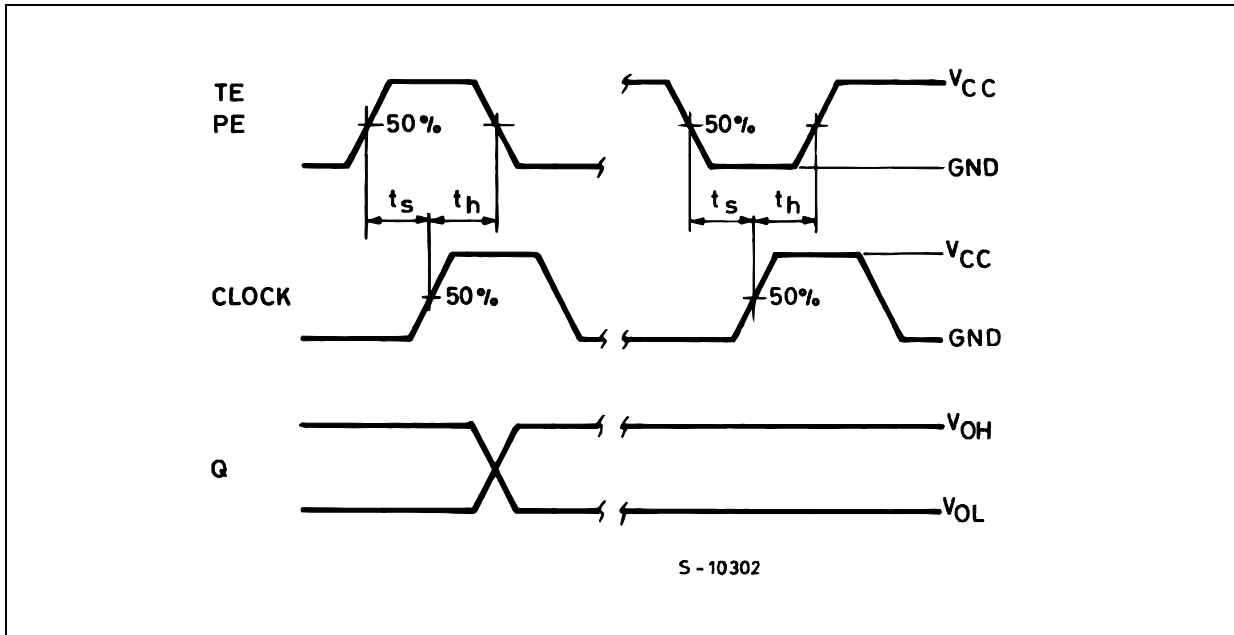 TE
PE
50%
50%
VCC
GND
ts
th
ts
th
CLOCK
50%
50%
VCC
GND
Q
VOH
VOL
S-10302